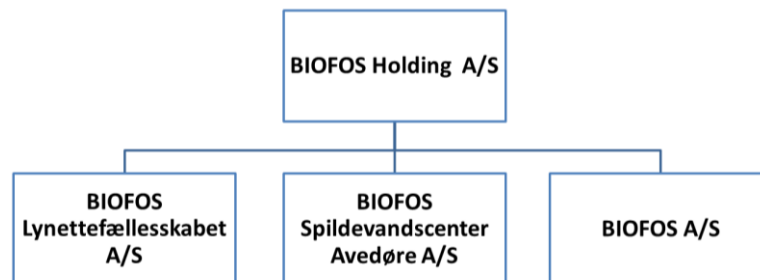 BIOFOS Holding A/S
BIOFOS
Lynettefællesskabet
A/S
BIOFOS
Spildevandscenter
Avedøre A/S
BIOFOS A/S